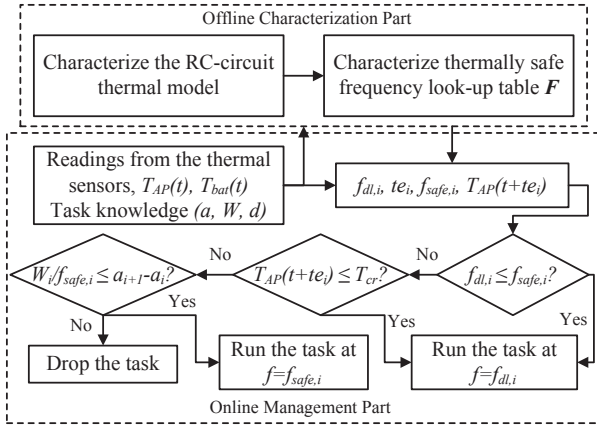 Offline Characterization Part
Characterize the RC-circuit
thermal model
Characterize thermally safe
frequency look-up table F
Readings from the thermal
sensors, T_AP(t), T_bat(t)
Task knowledge (a, W, d)
f_dl,i, te_i, f_safe,i, T_AP(t+te_i)
f_dl,i ≤ f_safe,i?
No
Yes
T_AP(t+te_i) ≤ T_cr?
No
Yes
W_i/f_safe,i ≤ a_i+1-a_i?
Yes
No
Drop the task
Run the task at
f=f_safe,i
Run the task at
f=f_dl,i
Online Management Part